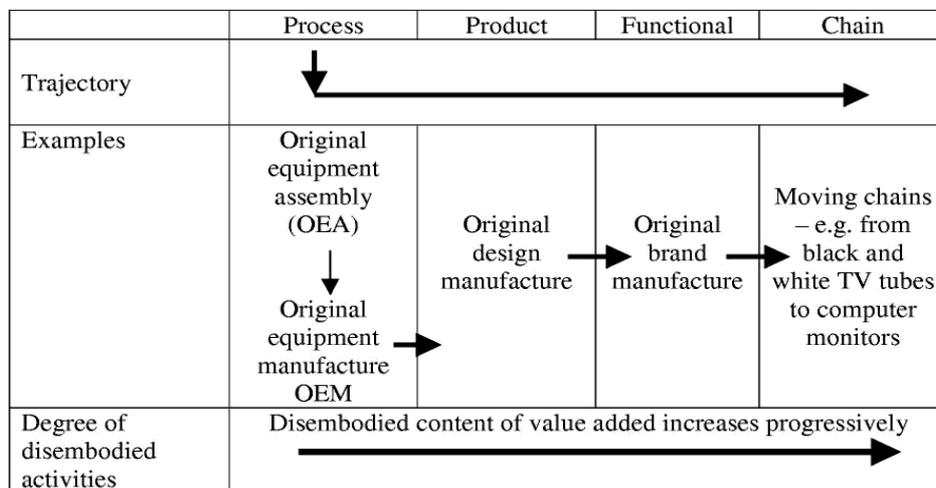 Process Product Functional Chain
Trajectory
Examples
Original
equipment
assembly
(OEA)
Original
equipment
manufacture
OEM
Original
design
manufacture
Original
brand
manufacture
Moving chains
– e.g. from
black and
white TV tubes
to computer
monitors
Degree of
disembodied
activities
Disembodied content of value added increases progressively